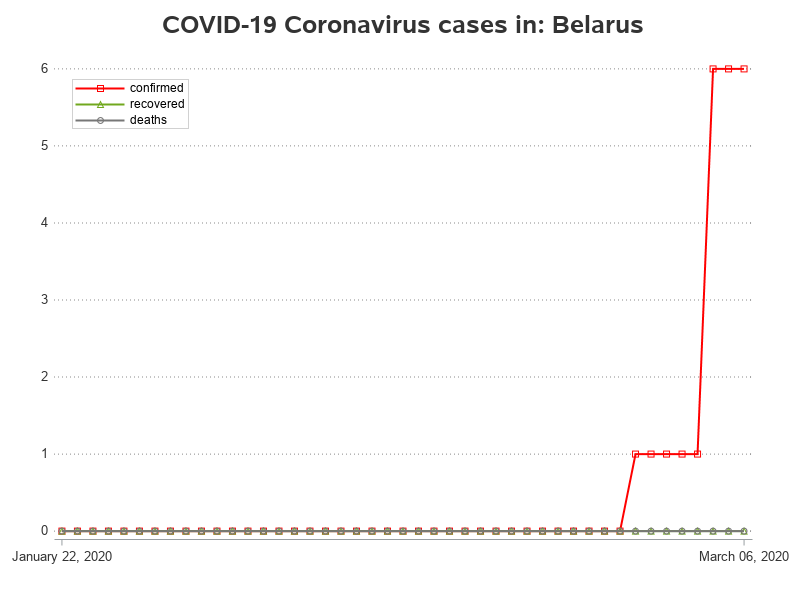 COVID-19 Coronavirus cases in: Belarus
confirmed
recovered
deaths
6
5
4
3
2
1
0
January 22, 2020
March 06, 2020